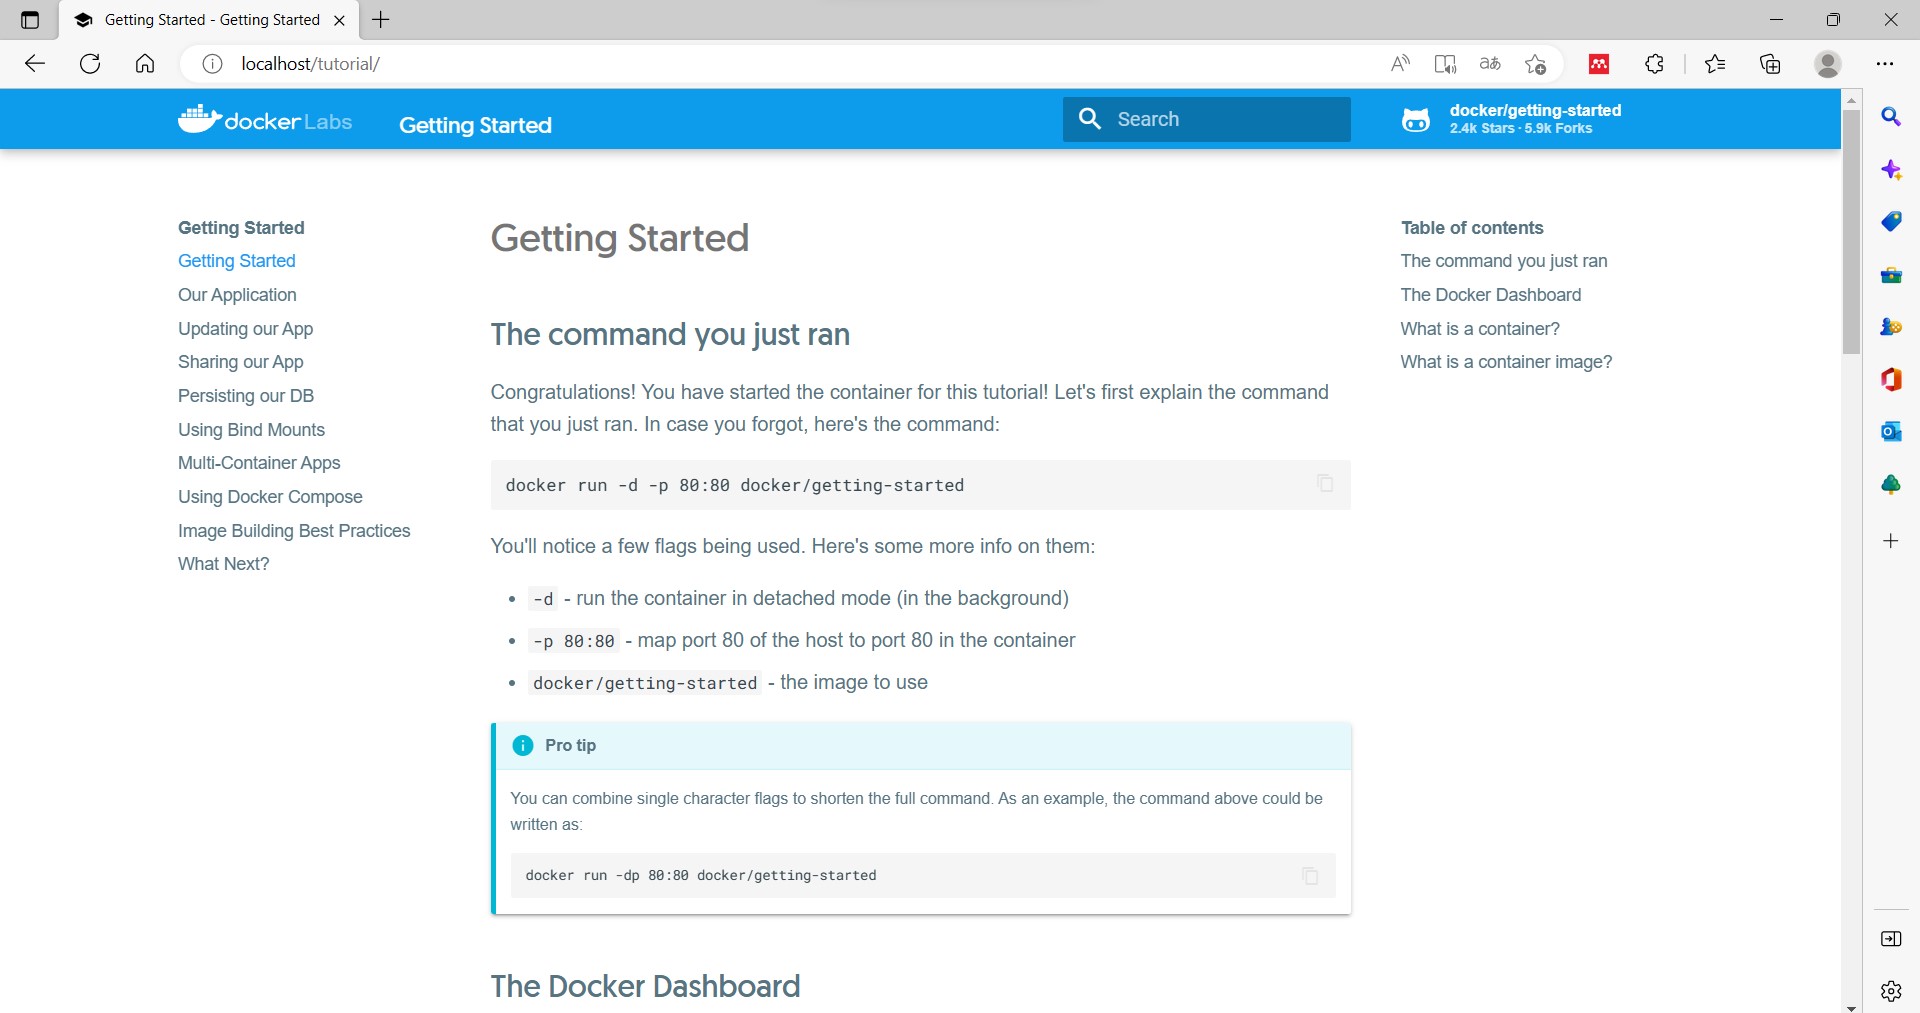 Getting Started - Getting Started
localhost/tutorial/
docker Labs
Getting Started
Search
docker/getting-started
2.4k Stars · 5.9k Forks
Getting Started
Getting Started
Our Application
Updating our App
Sharing our App
Persisting our DB
Using Bind Mounts
Multi-Container Apps
Using Docker Compose
Image Building Best Practices
What Next?
Getting Started
The command you just ran
Congratulations! You have started the container for this tutorial! Let's first explain the command
that you just ran. In case you forgot, here's the command:
docker run -d -p 80:80 docker/getting-started
You'll notice a few flags being used. Here's some more info on them:
• -d - run the container in detached mode (in the background)
• -p 80:80 - map port 80 of the host to port 80 in the container
• docker/getting-started - the image to use
Pro tip
You can combine single character flags to shorten the full command. As an example, the command above could be
written as:
docker run -dp 80:80 docker/getting-started
The Docker Dashboard
Table of contents
The command you just ran
The Docker Dashboard
What is a container?
What is a container image?